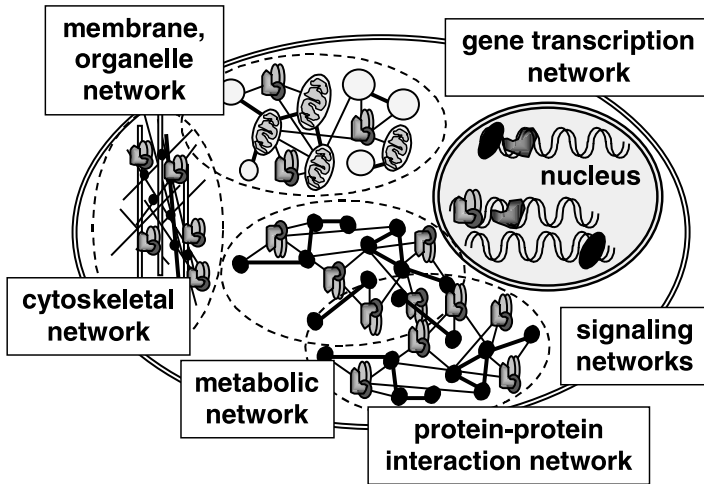 membrane,
organelle
network
gene transcription
network
nucleus
cytoskeletal
network
signaling
networks
metabolic
network
protein-protein
interaction network